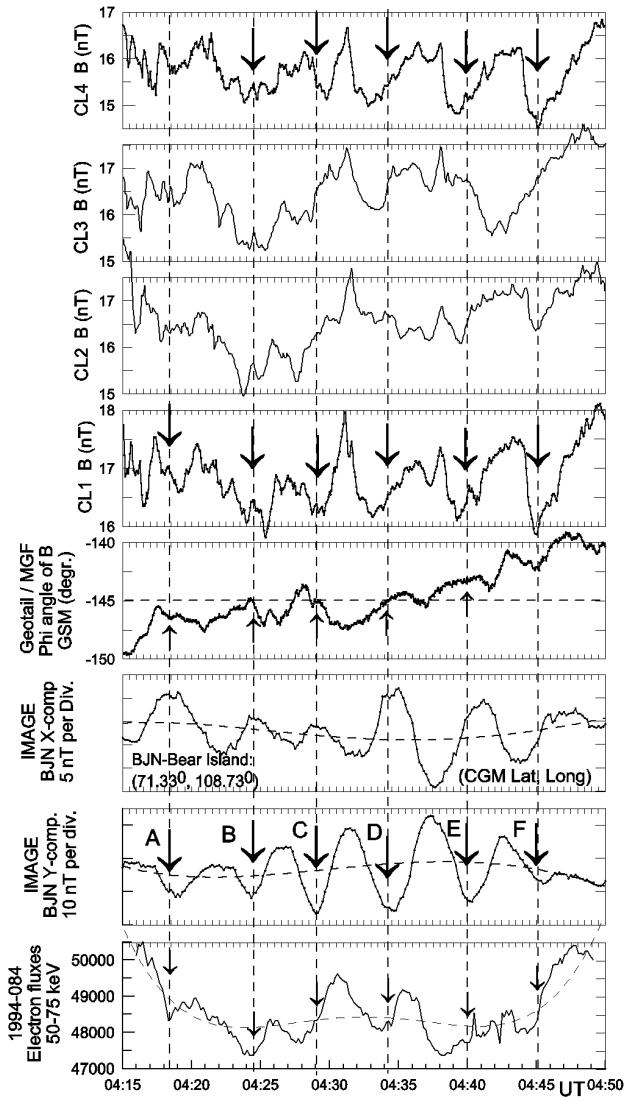 17
16
15
CL4 B (nT)
17
16
15
CL3 B (nT)
17
16
15
CL2 B (nT)
18
17
16
CL1 B (nT)
-140
-145
-150
Geotail / MGF
Phi angle of B
GSM (degr.)
IMAGE
BJN X-comp
5 nT per Div.
BJN-Bear Island:
(71.33⁰, 108.73⁰)
(CGM Lat, Long)
IMAGE
BJN Y-comp.
10 nT per div.
A B C D E F
1994-084
Electron fluxes
50-75 keV
50000
49000
48000
47000
04:15 04:20 04:25 04:30 04:35 04:40 04:45 04:50
UT